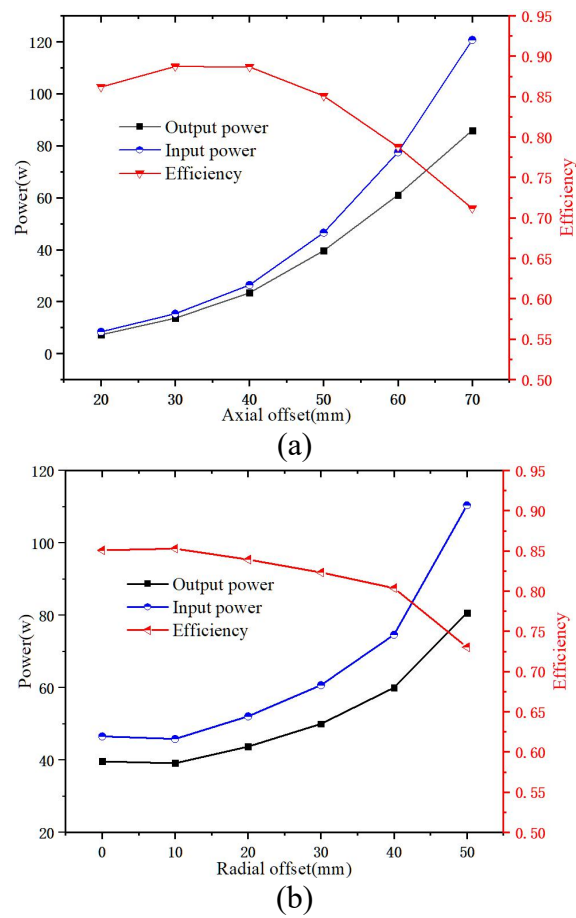 120
100
80
60
40
20
0
Power(w)
Output power
Input power
Efficiency
0.95
0.90
0.85
0.80
0.75
0.70
0.65
0.60
0.55
0.50
Efficiency
20 30 40 50 60 70
Axial offset(mm)
(a)
120
100
80
60
40
20
Power(w)
Output power
Input power
Efficiency
0.95
0.90
0.85
0.80
0.75
0.70
0.65
0.60
0.55
0.50
Efficiency
0 10 20 30 40 50
Radial offset(mm)
(b)